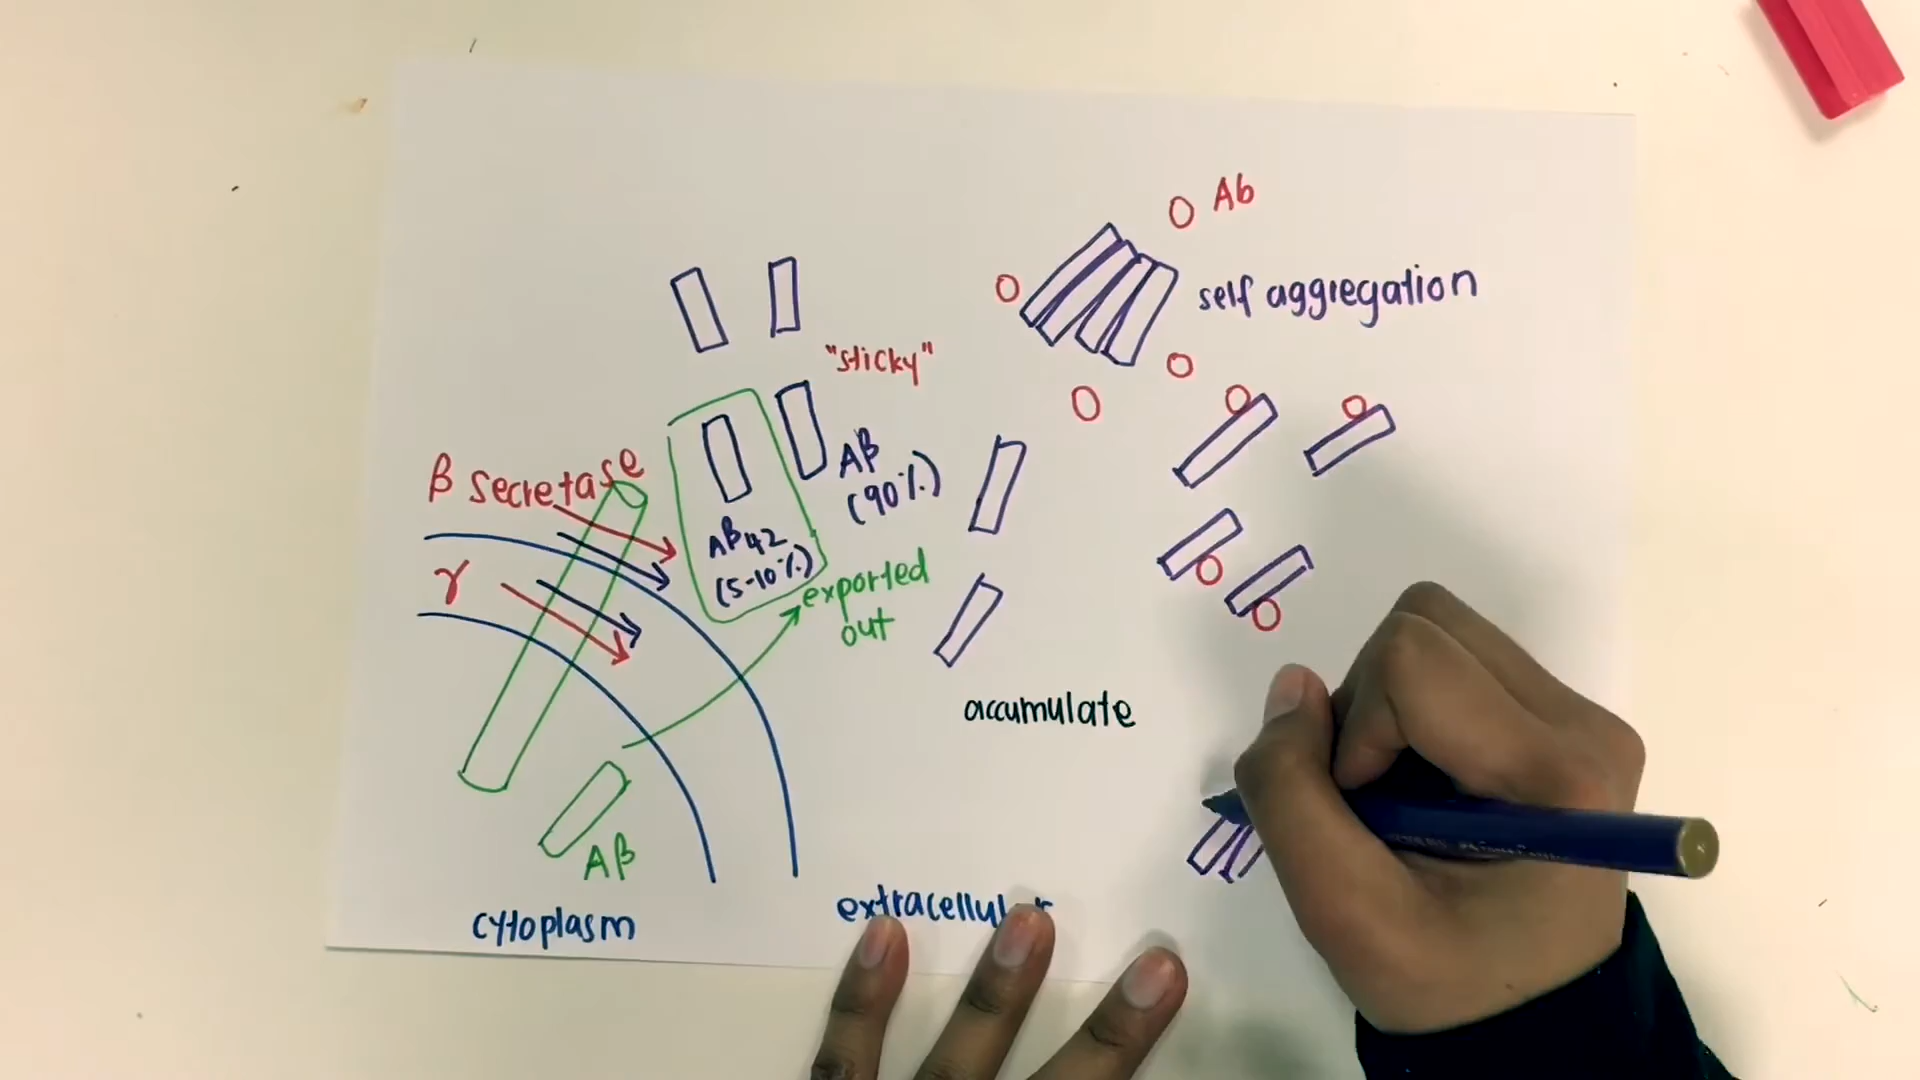 Ab
self aggregation
"sticky"
β secretase
Aβ
(90%)
Aβ42
(5-10%)
γ
exported
out
accumulate
Aβ
cytoplasm